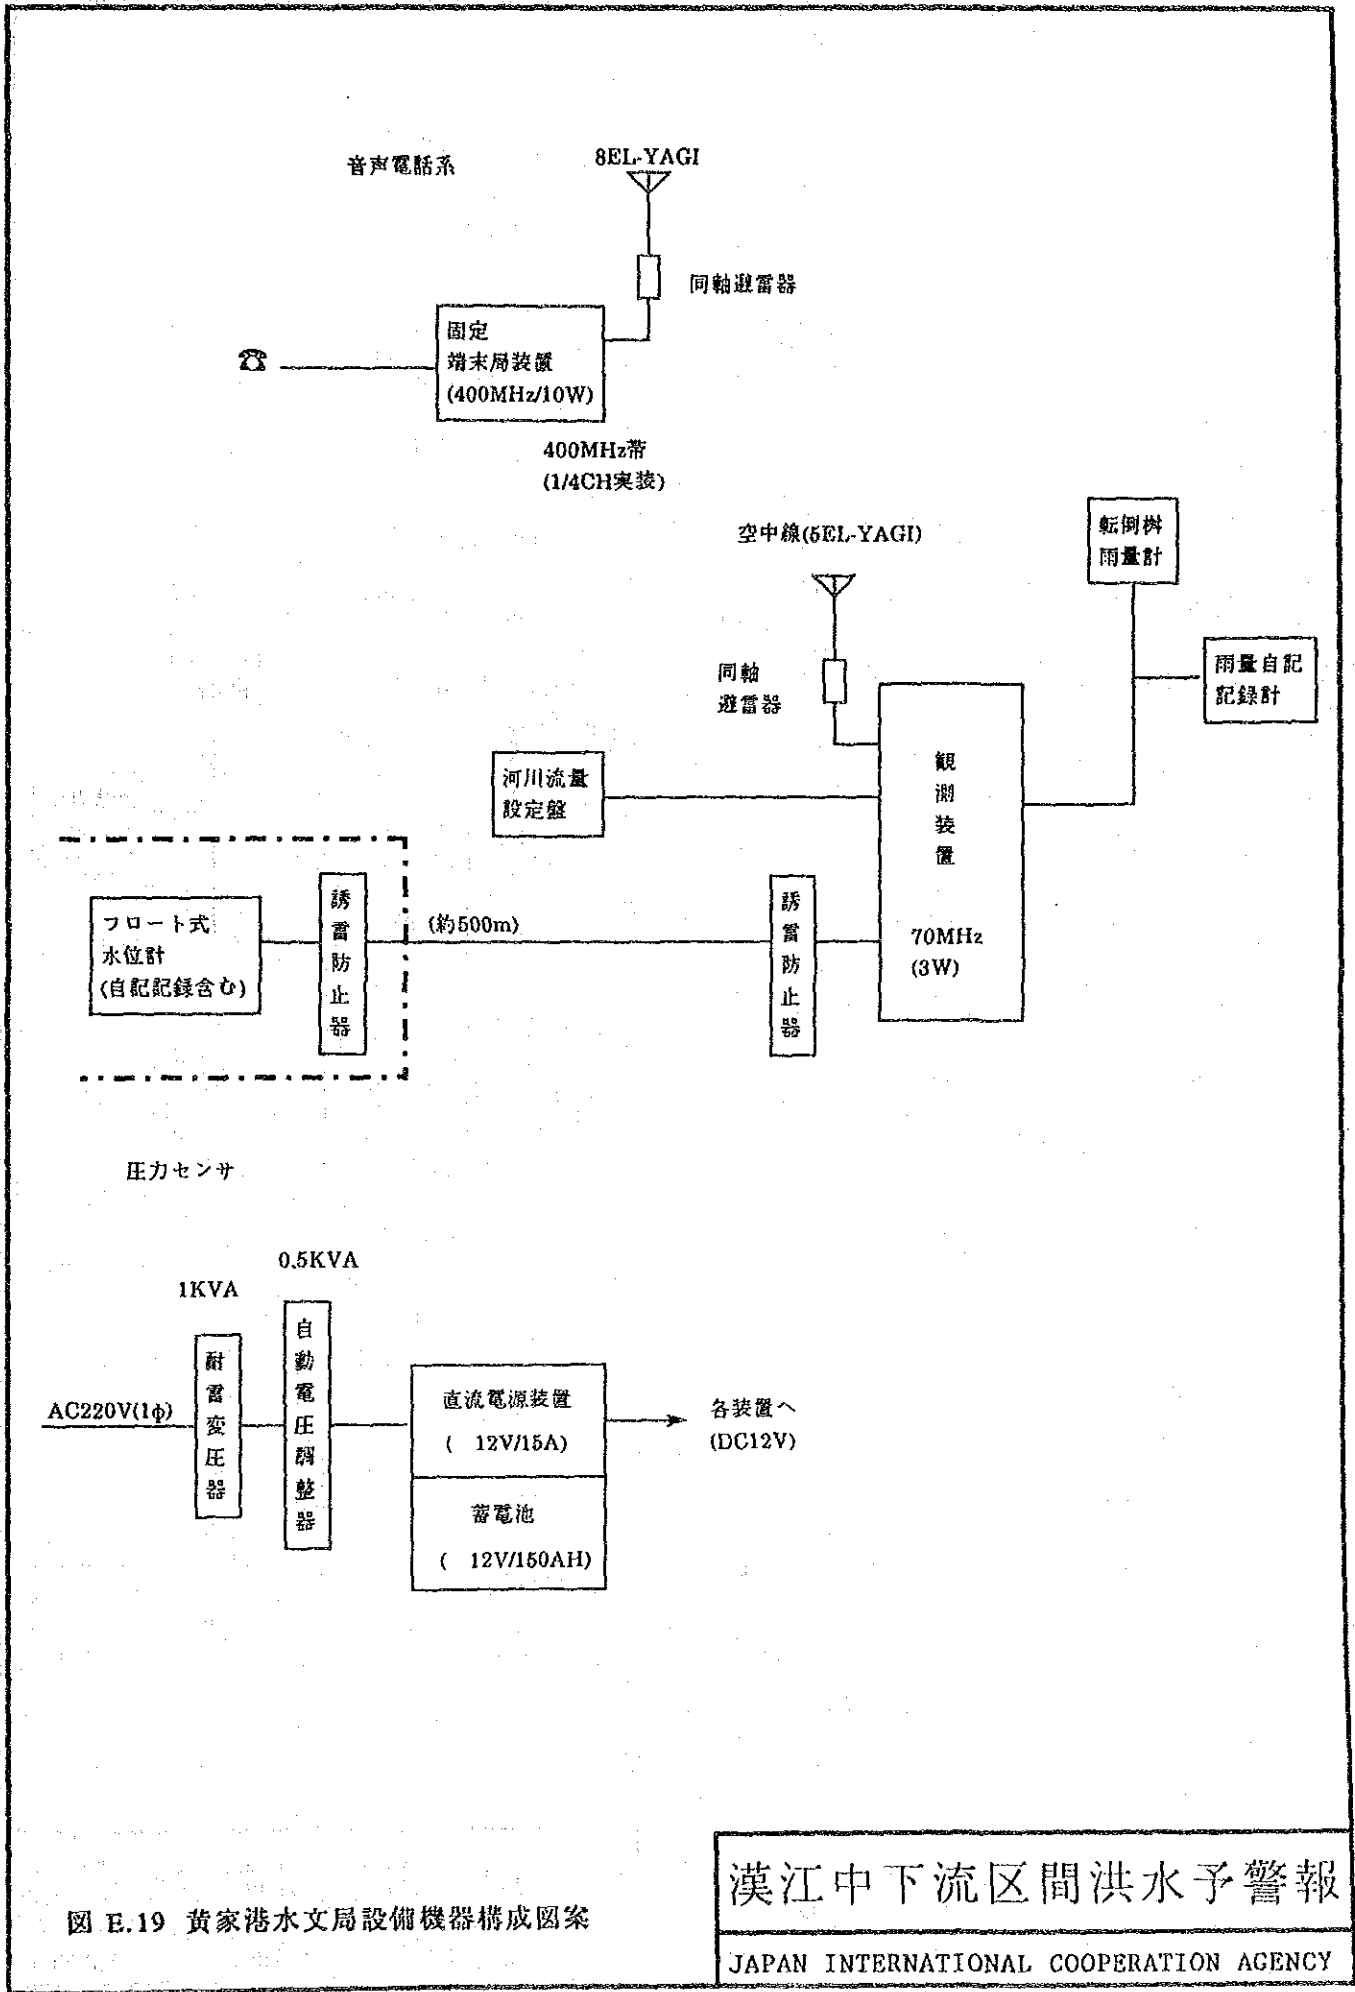 音声電話系
8EL-YAGI
同軸避雷器
固定
端末局装置
(400MHz/10W)
400MHz帯
(1/4CH実装)
空中線(5EL-YAGI)
転倒桝
雨量計
同軸
避雷器
雨量自記
記録計
河川流量
設定盤
観測装置
70MHz
(3W)
フロート式
水位計
(自記記録含む)
誘雷防止器
(約500m)
誘雷防止器
圧力センサ
0.5KVA
1KVA
AC220V(1φ)
耐雷変圧器
自動電圧調整器
直流電源装置
( 12V/15A)
蓄電池
( 12V/150AH)
各装置へ
(DC12V)
図 E.19 黄家港水文局設備機器構成図案
漢江中下流区間洪水予警報
JAPAN INTERNATIONAL COOPERATION AGENCY